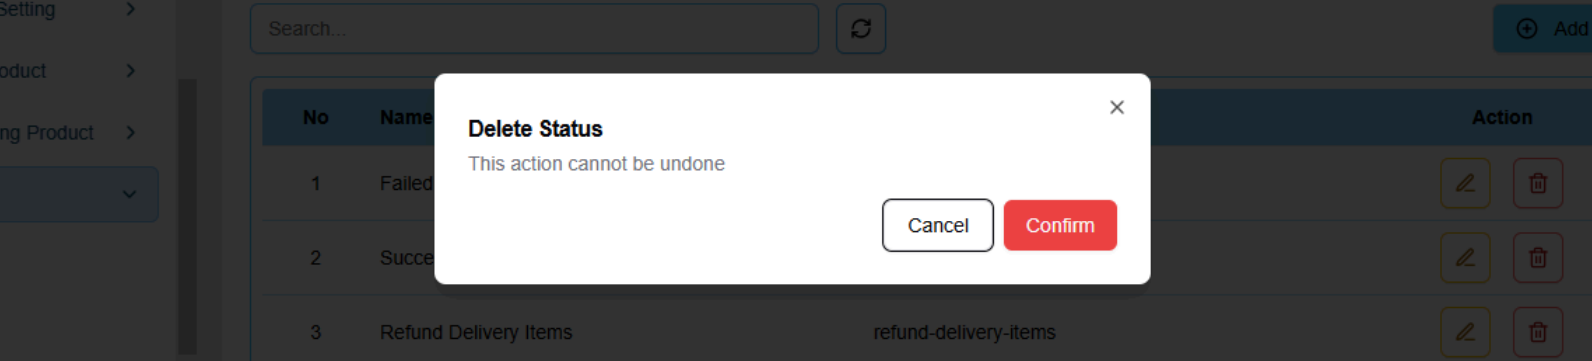 Setting
Search...
Add
oduct
No Name Action
ng Product
Delete Status
This action cannot be undone
1 Failed
Cancel Confirm
2 Succe
3 Refund Delivery Items refund-delivery-items